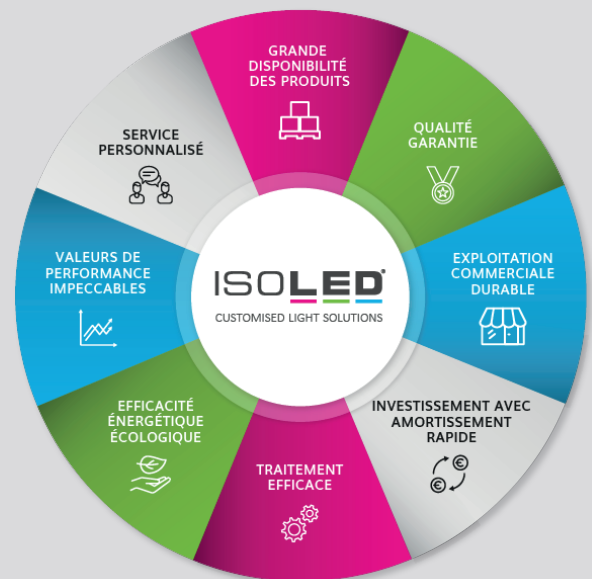 GRANDE
DISPONIBILITÉ
DES PRODUITS
QUALITÉ
GARANTIE
EXPLOITATION
COMMERCIALE
DURABLE
INVESTISSEMENT AVEC
AMORTISSEMENT
RAPIDE
TRAITEMENT
EFFICACE
EFFICACITÉ
ÉNERGÉTIQUE
ÉCOLOGIQUE
VALEURS DE
PERFORMANCE
IMPECCABLES
SERVICE
PERSONNALISÉ
ISOLED®
CUSTOMISED LIGHT SOLUTIONS